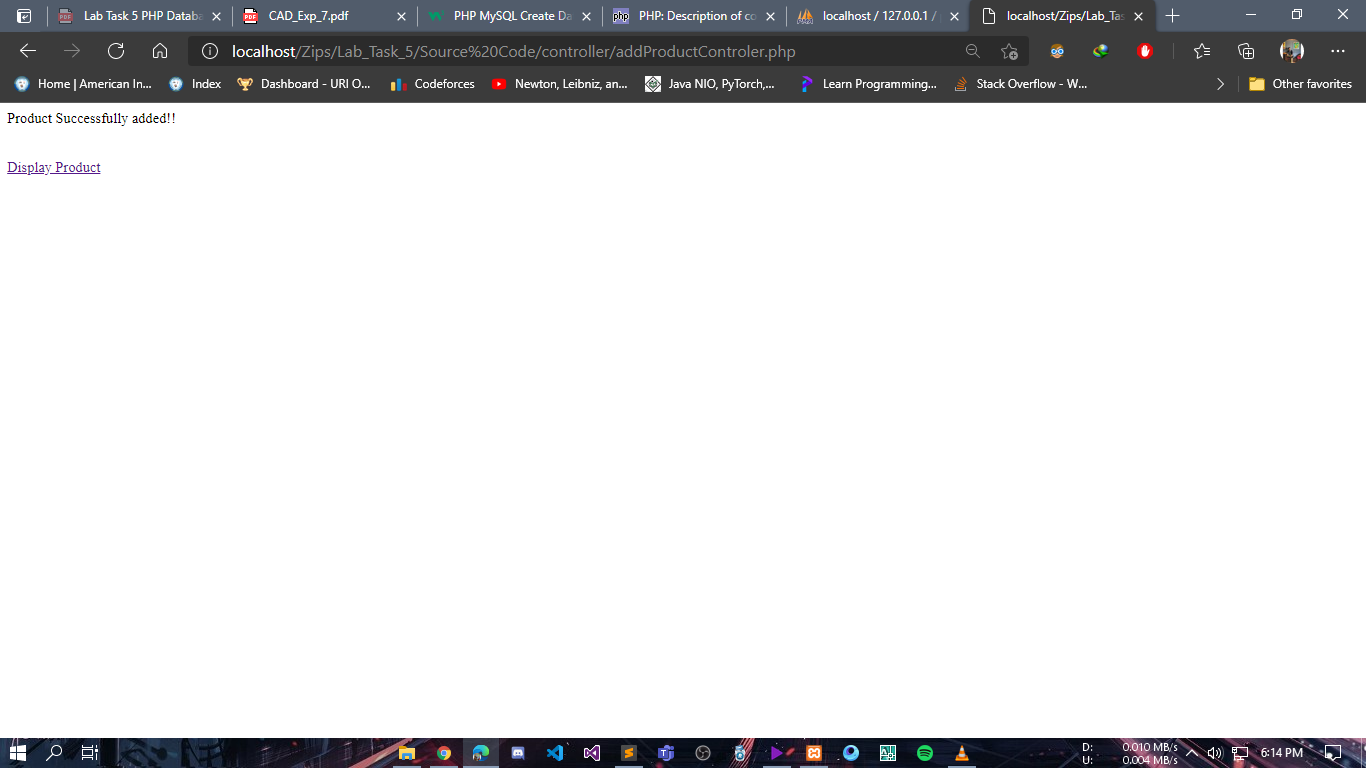 Lab Task 5 PHP Databa
CAD_Exp_7.pdf
PHP MySQL Create Da
PHP: Description of co
localhost / 127.0.0.1 /
localhost/Zips/Lab_Tas
localhost/Zips/Lab_Task_5/Source%20Code/controller/addProductControler.php
Home | American In...
Index
Dashboard - URI O...
Codeforces
Newton, Leibniz, an...
Java NIO, PyTorch,...
Learn Programming...
Stack Overflow - W...
Other favorites
Product Successfully added!!
Display Product
D: 0.010 MB/s
U: 0.004 MB/s
6:14 PM